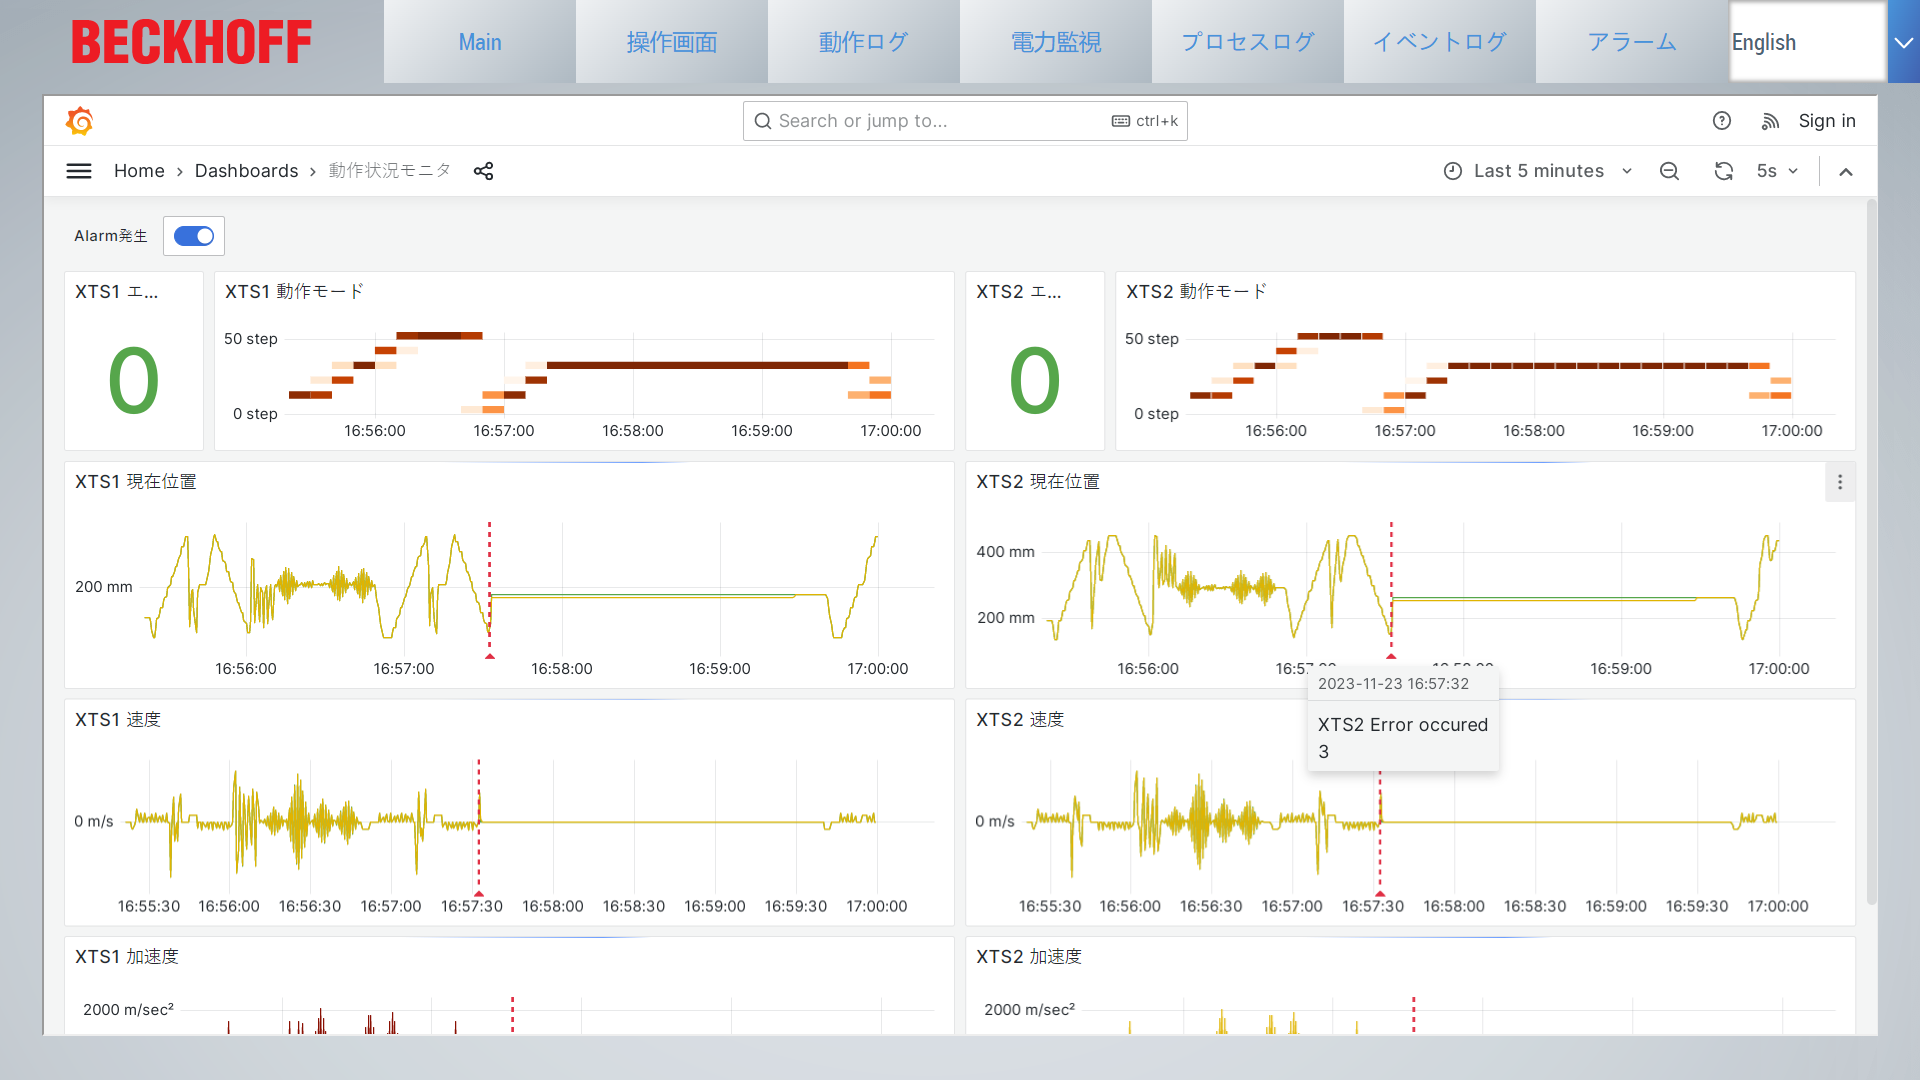 BECKHOFF
Main
操作画面
動作ログ
電力監視
プロセスログ
イベントログ
アラーム
English
Search or jump to...
ctrl+k
Sign in
Home › Dashboards › 動作状況モニタ
Last 5 minutes
5s
Alarm発生
XTS1 エ...
0
XTS1 動作モード
50 step
0 step
16:56:00 16:57:00 16:58:00 16:59:00 17:00:00
XTS2 エ...
0
XTS2 動作モード
50 step
0 step
16:56:00 16:57:00 16:58:00 16:59:00 17:00:00
XTS1 現在位置
200 mm
16:56:00 16:57:00 16:58:00 16:59:00 17:00:00
XTS2 現在位置
400 mm
200 mm
16:56:00 16:57:00 16:58:00 16:59:00 17:00:00
2023-11-23 16:57:32
XTS2 Error occured
3
XTS1 速度
0 m/s
16:55:30 16:56:00 16:56:30 16:57:00 16:57:30 16:58:00 16:58:30 16:59:00 16:59:30 17:00:00
XTS2 速度
0 m/s
16:55:30 16:56:00 16:56:30 16:57:00 16:57:30 16:58:00 16:58:30 16:59:00 16:59:30 17:00:00
XTS1 加速度
2000 m/sec²
XTS2 加速度
2000 m/sec²